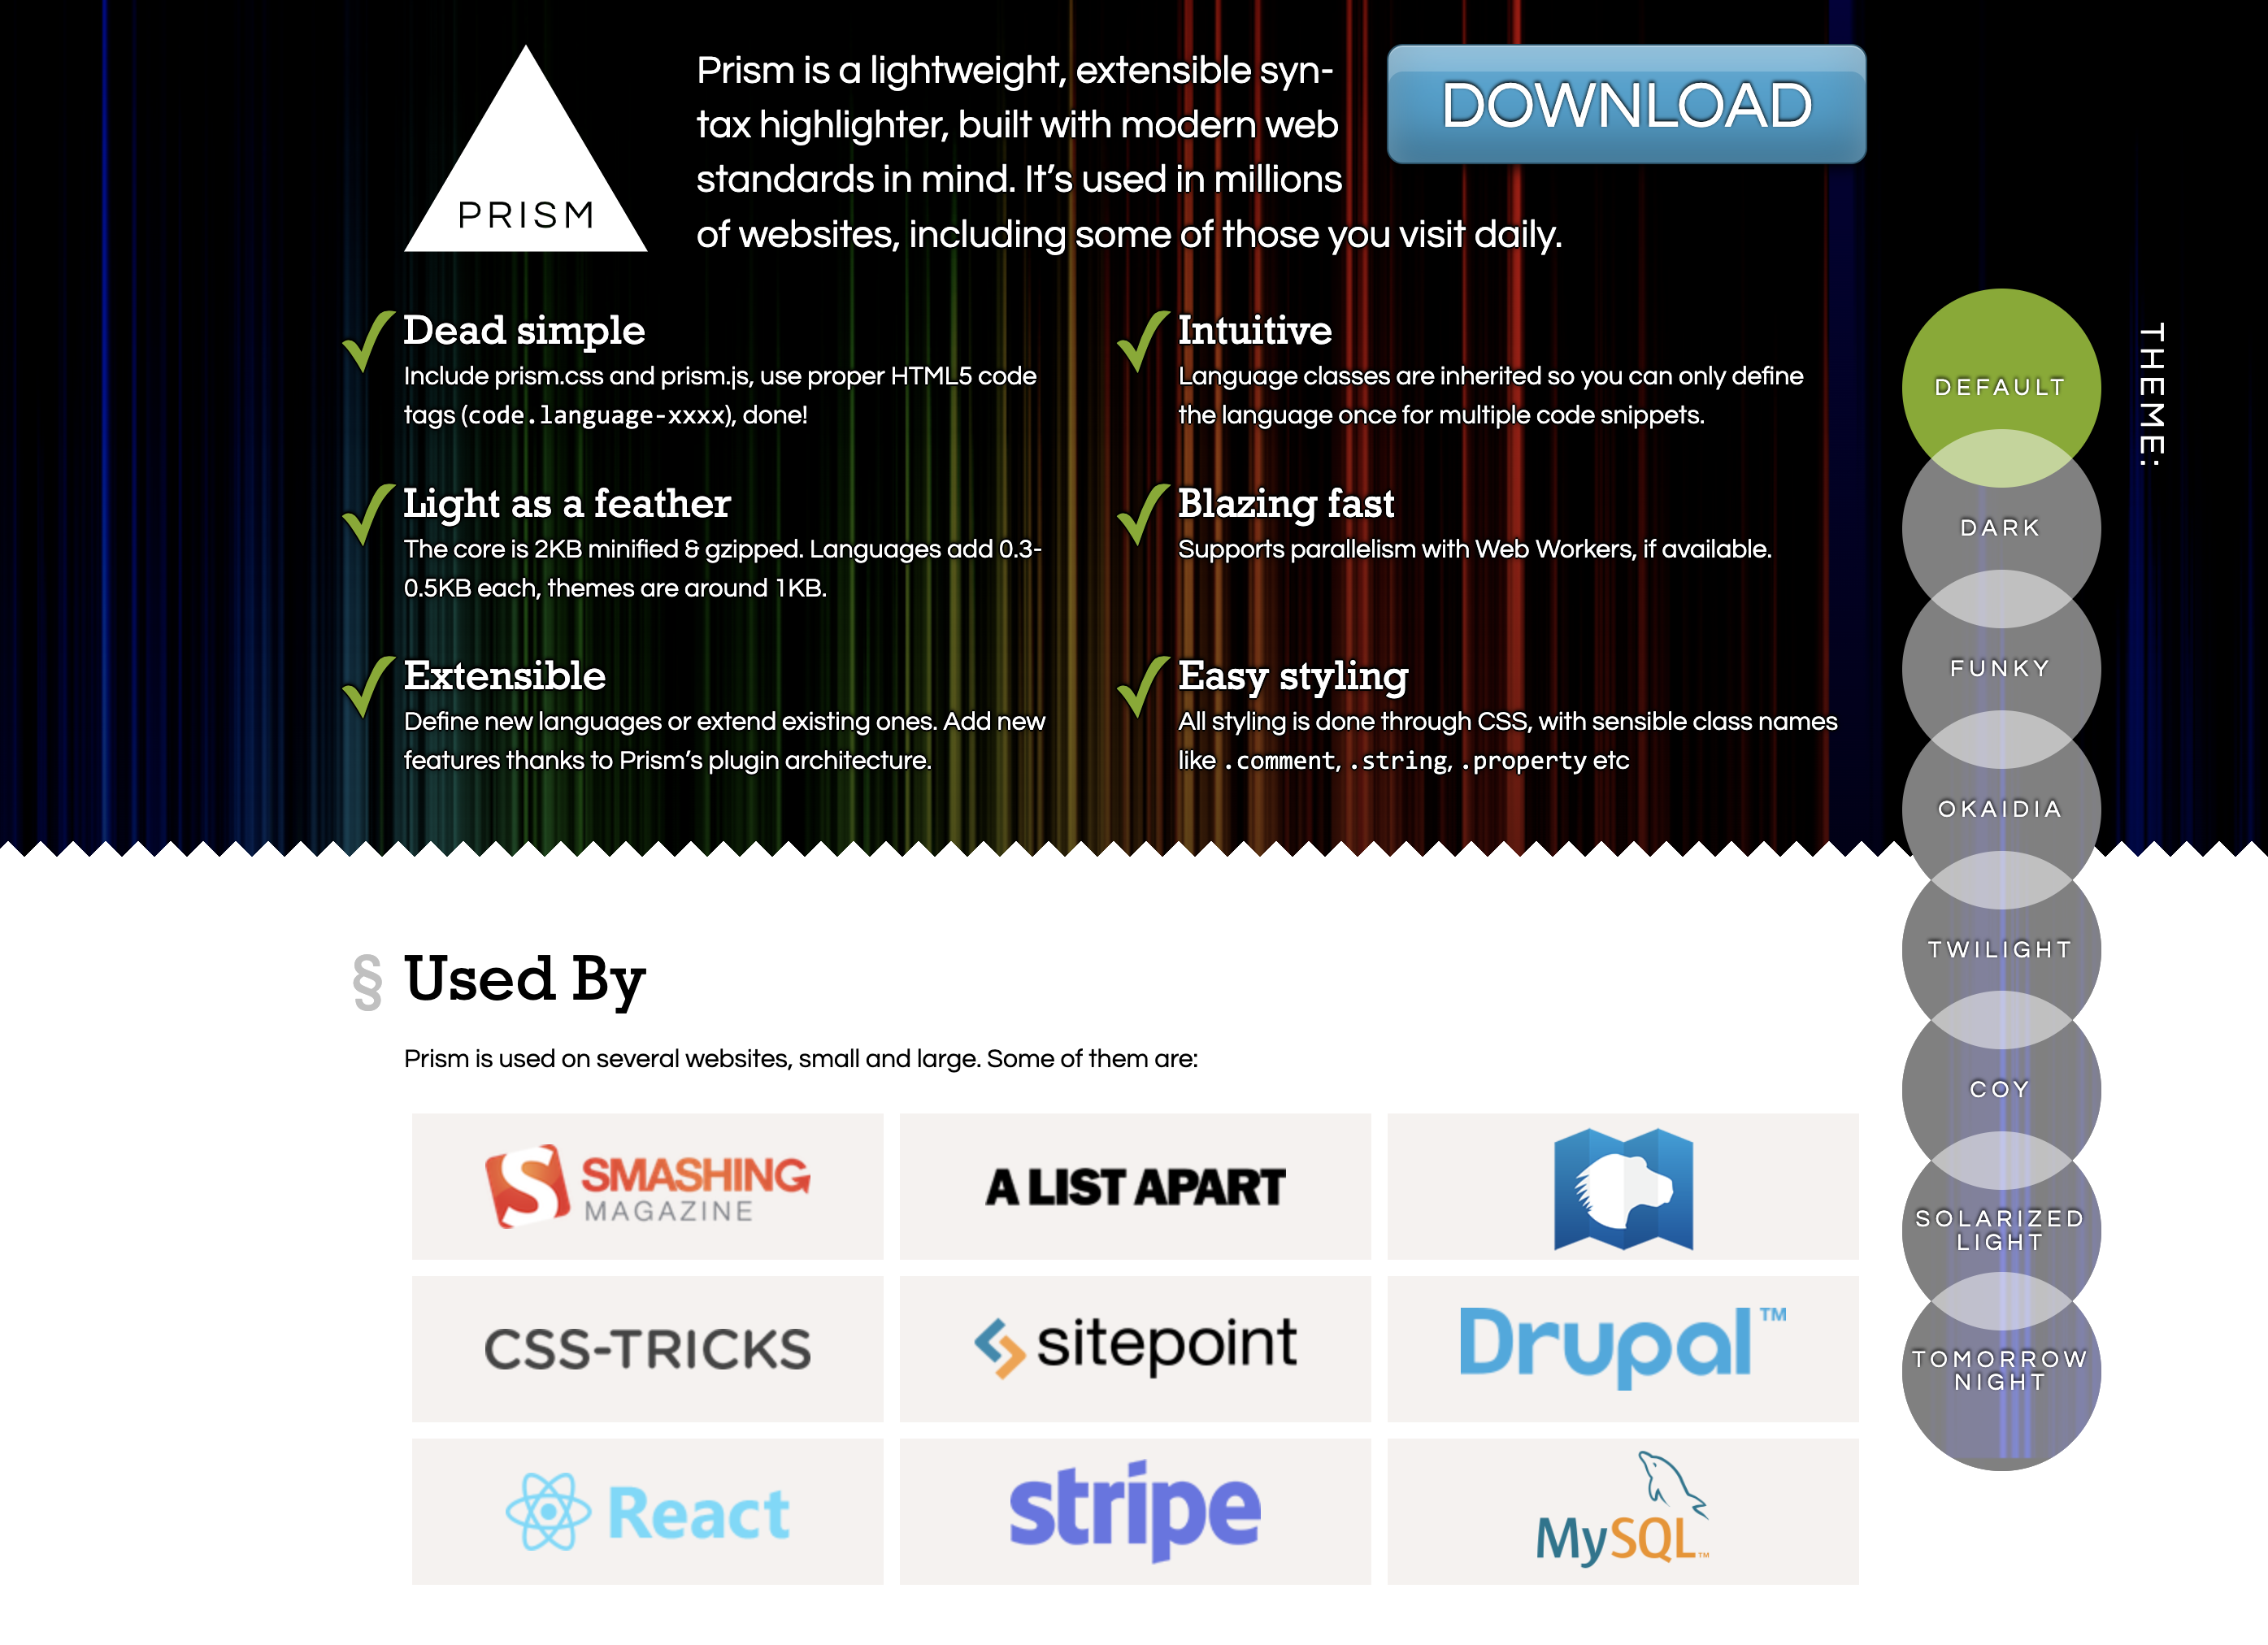 PRISM
Prism is a lightweight, extensible syn-
tax highlighter, built with modern web
standards in mind. It’s used in millions
of websites, including some of those you visit daily.
DOWNLOAD
Dead simple
Include prism.css and prism.js, use proper HTML5 code
tags (code.language-xxxx), done!
Intuitive
Language classes are inherited so you can only define
the language once for multiple code snippets.
Light as a feather
The core is 2KB minified & gzipped. Languages add 0.3-
0.5KB each, themes are around 1KB.
Blazing fast
Supports parallelism with Web Workers, if available.
Extensible
Define new languages or extend existing ones. Add new
features thanks to Prism’s plugin architecture.
Easy styling
All styling is done through CSS, with sensible class names
like .comment, .string, .property etc
THEME:
DEFAULT
DARK
FUNKY
OKAIDIA
TWILIGHT
COY
SOLARIZED
LIGHT
TOMORROW
NIGHT
§ Used By
Prism is used on several websites, small and large. Some of them are:
SMASHING
MAGAZINE
A LIST APART
CSS-TRICKS
sitepoint
Drupal™
React
stripe
MySQL™